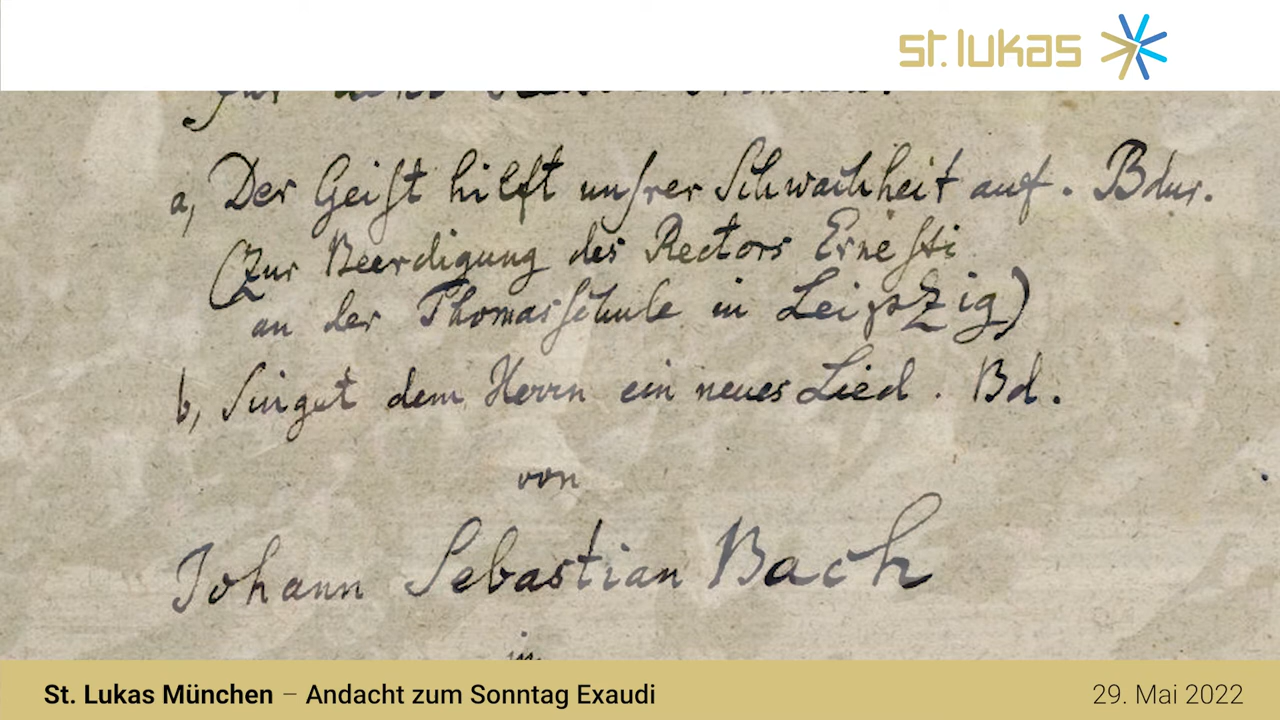 st. lukas
a, Der Geist hilft unsrer Schwachheit auf. Bdur.
(Zur Beerdigung des Rectors Ernesti
an der Thomasschule in Leipzig)
b, Singet dem Herrn ein neues Lied. Bd.
von
Johann Sebastian Bach
in
St. Lukas München – Andacht zum Sonntag Exaudi
29. Mai 2022